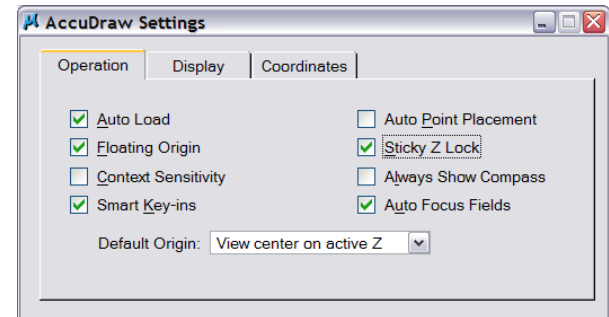 AccuDraw Settings
Operation Display Coordinates
Auto Load Auto Point Placement
Floating Origin Sticky Z Lock
Context Sensitivity Always Show Compass
Smart Key-ins Auto Focus Fields
Default Origin: View center on active Z